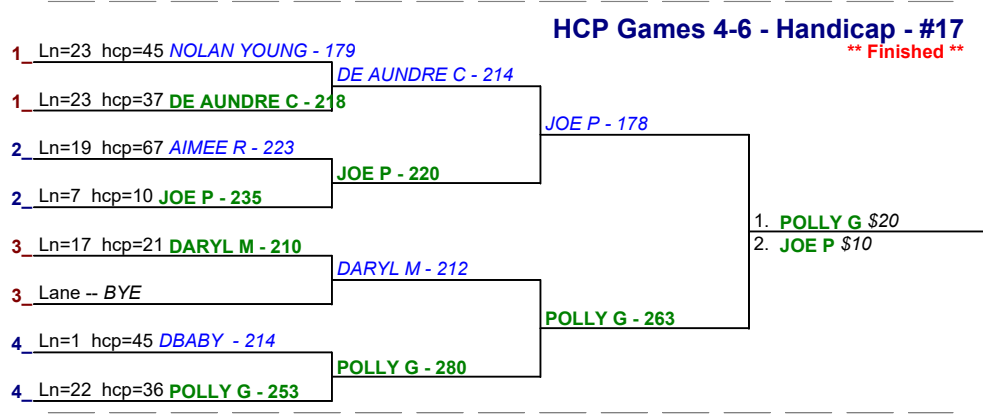 HCP Games 4-6 - Handicap - #17
** Finished **
1_ Ln=23 hcp=45 NOLAN YOUNG - 179
DE AUNDRE C - 214
1_ Ln=23 hcp=37 DE AUNDRE C - 218
JOE P - 178
2_ Ln=19 hcp=67 AIMEE R - 223
JOE P - 220
2_ Ln=7 hcp=10 JOE P - 235
1. POLLY G $20
2. JOE P $10
3_ Ln=17 hcp=21 DARYL M - 210
DARYL M - 212
3_ Lane -- BYE
POLLY G - 263
4_ Ln=1 hcp=45 DBABY - 214
POLLY G - 280
4_ Ln=22 hcp=36 POLLY G - 253